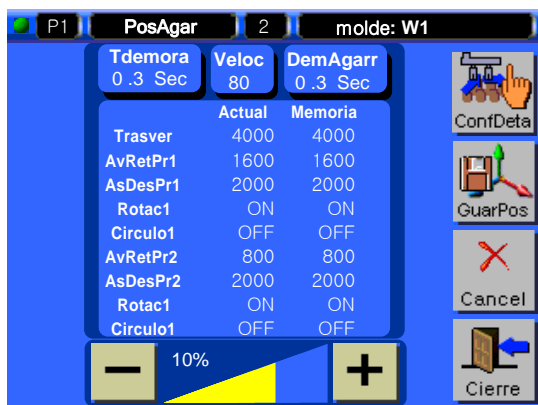 P1 PosAgar 2 molde: W1
Tdemora Veloc DemAgarr
0 .3 Sec 80 0 .3 Sec
Actual Memoria
Trasver 4000 4000
AvRetPr1 1600 1600
AsDesPr1 2000 2000
Rotac1 ON ON
Circulo1 OFF OFF
AvRetPr2 800 800
AsDesPr2 2000 2000
Rotac1 ON ON
Circulo1 OFF OFF
10%
ConfDeta
GuarPos
Cancel
Cierre